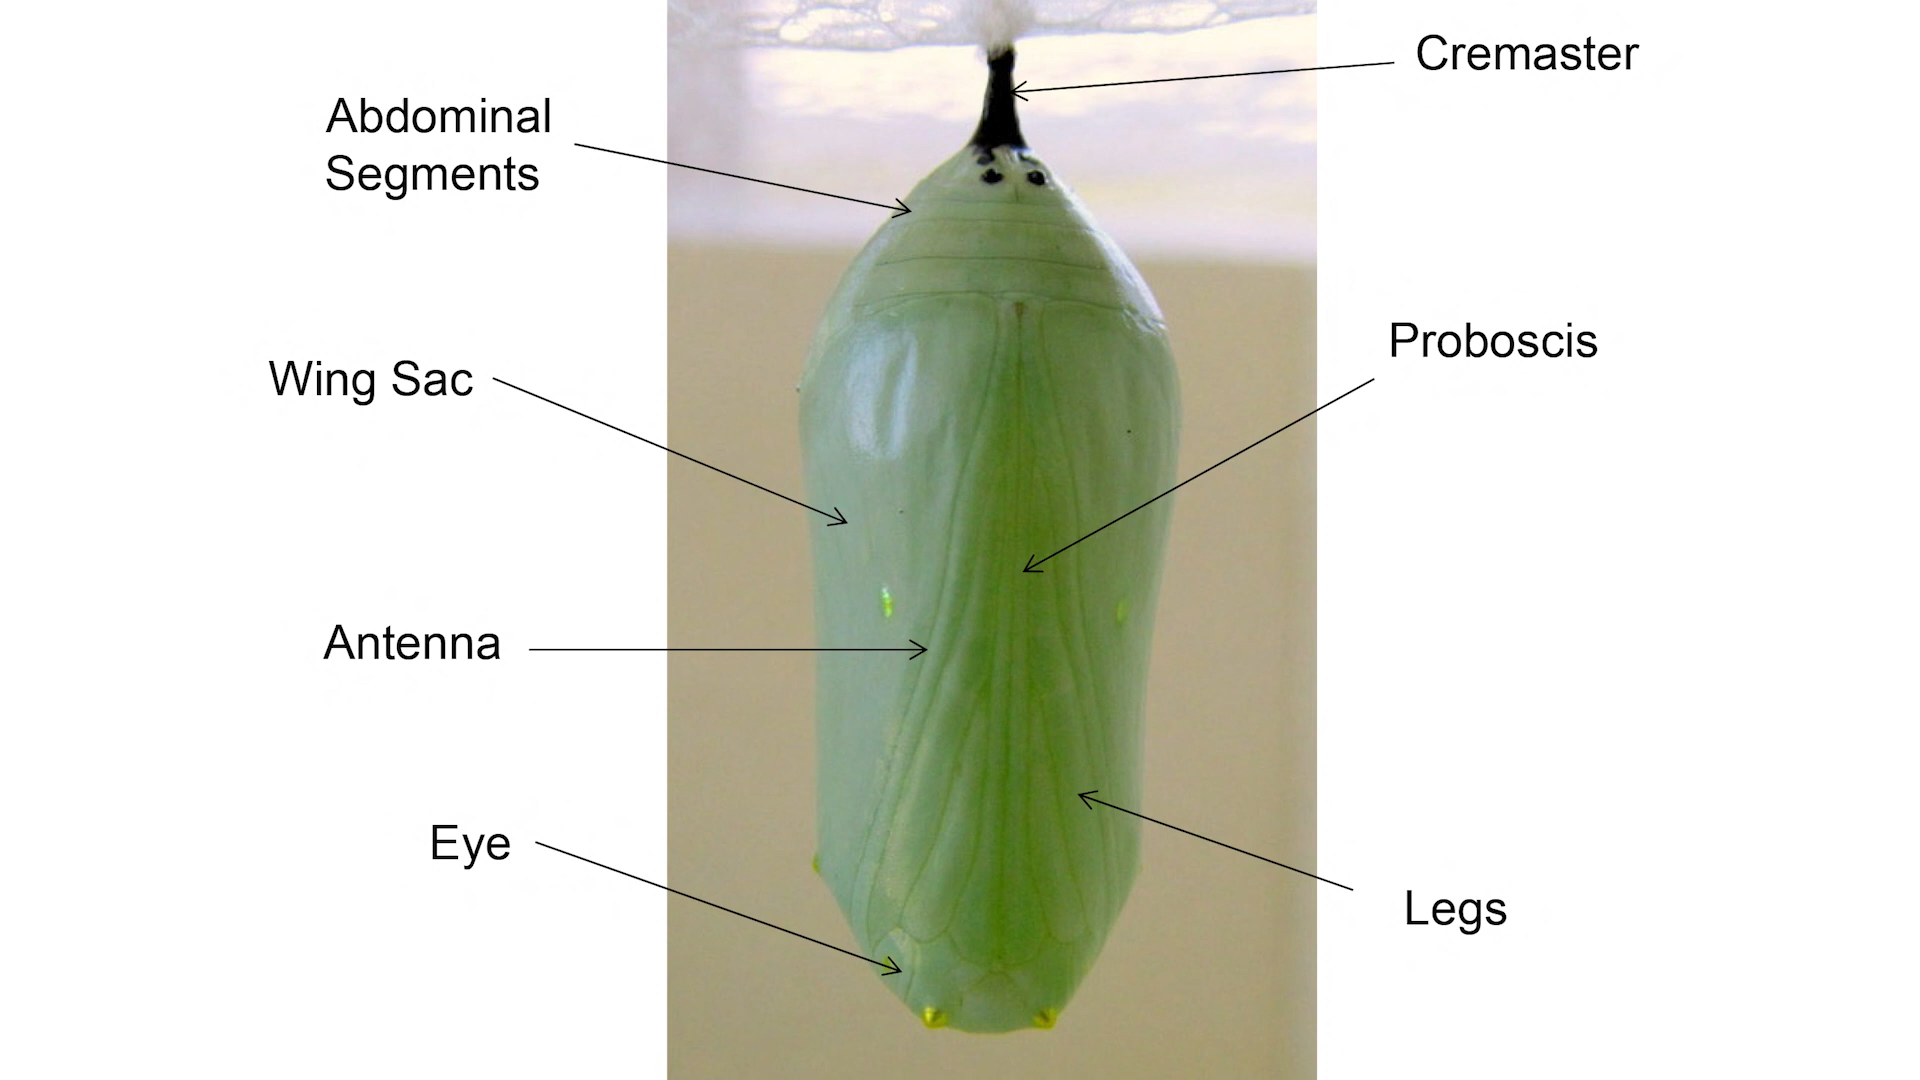 Cremaster
Abdominal
Segments
Proboscis
Wing Sac
Antenna
Eye
Legs